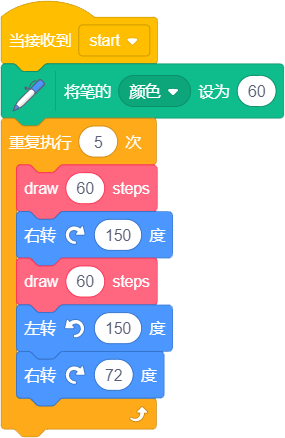 当接收到 start
将笔的 颜色 设为 60
重复执行 5 次
draw 60 steps
右转 150 度
draw 60 steps
左转 150 度
右转 72 度